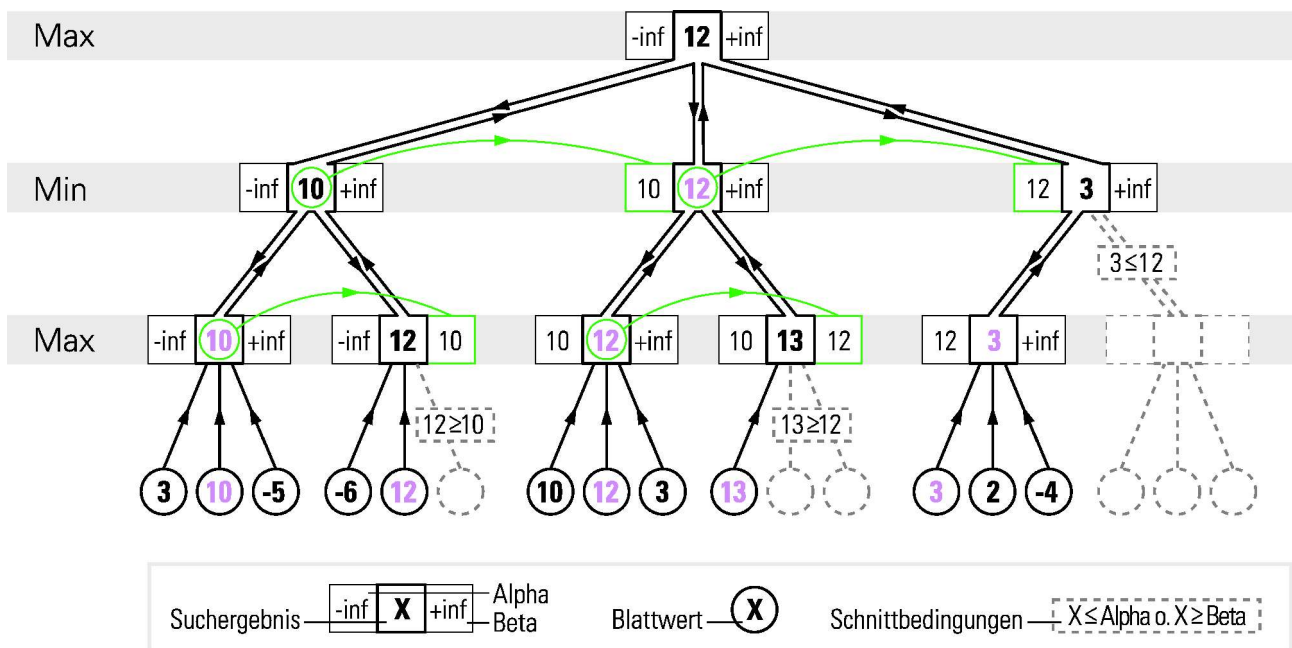 Max -inf 12 +inf
Min -inf 10 +inf 10 12 +inf 12 3 +inf
3≤12
Max -inf 10 +inf -inf 12 10 10 12 +inf 10 13 12 12 3 +inf
12≥10 13≥12
3 10 -5 -6 12 10 12 3 13 3 2 -4
Suchergebnis -inf X +inf Alpha
Beta
Blattwert X
Schnittbedingungen X≤Alpha o. X≥Beta